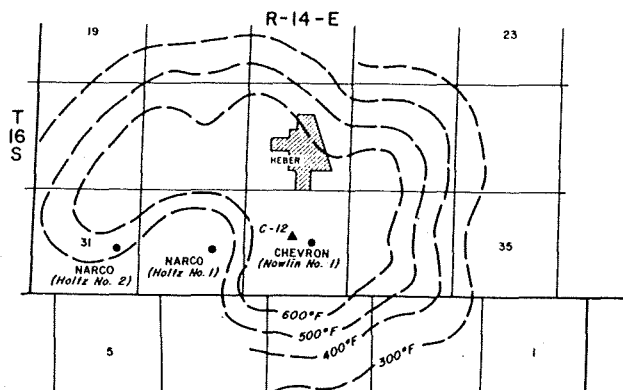 R-14-E
19
23
T
16
S
HEBER
31
C-12
35
NARCO
(Holtz No. 2)
NARCO
(Holtz No. 1)
CHEVRON
(Nowlin No. 1)
600°F
500°F
400°F
300°F
5
1